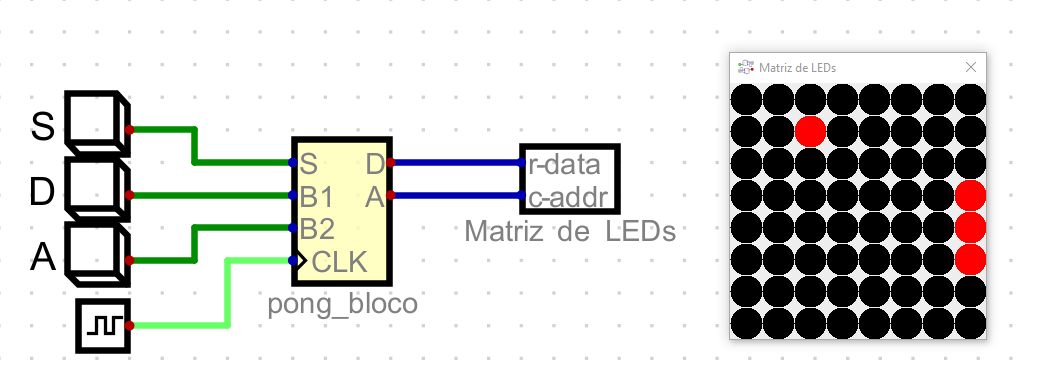 S
D
A
S
B1
B2
CLK
D
A
pong_bloco
r-data
c-addr
Matriz de LEDs
Matriz de LEDs